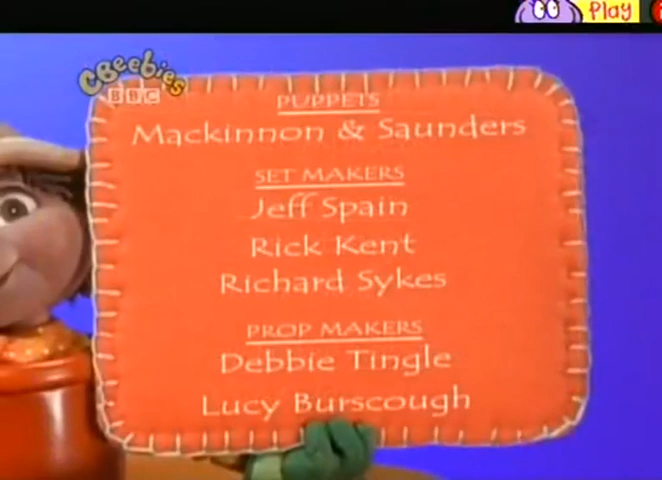 Play
CBeebies
BBC
PUPPETS
Mackinnon & Saunders
SET MAKERS
Jeff Spain
Rick Kent
Richard Sykes
PROP MAKERS
Debbie Tingle
Lucy Burscough